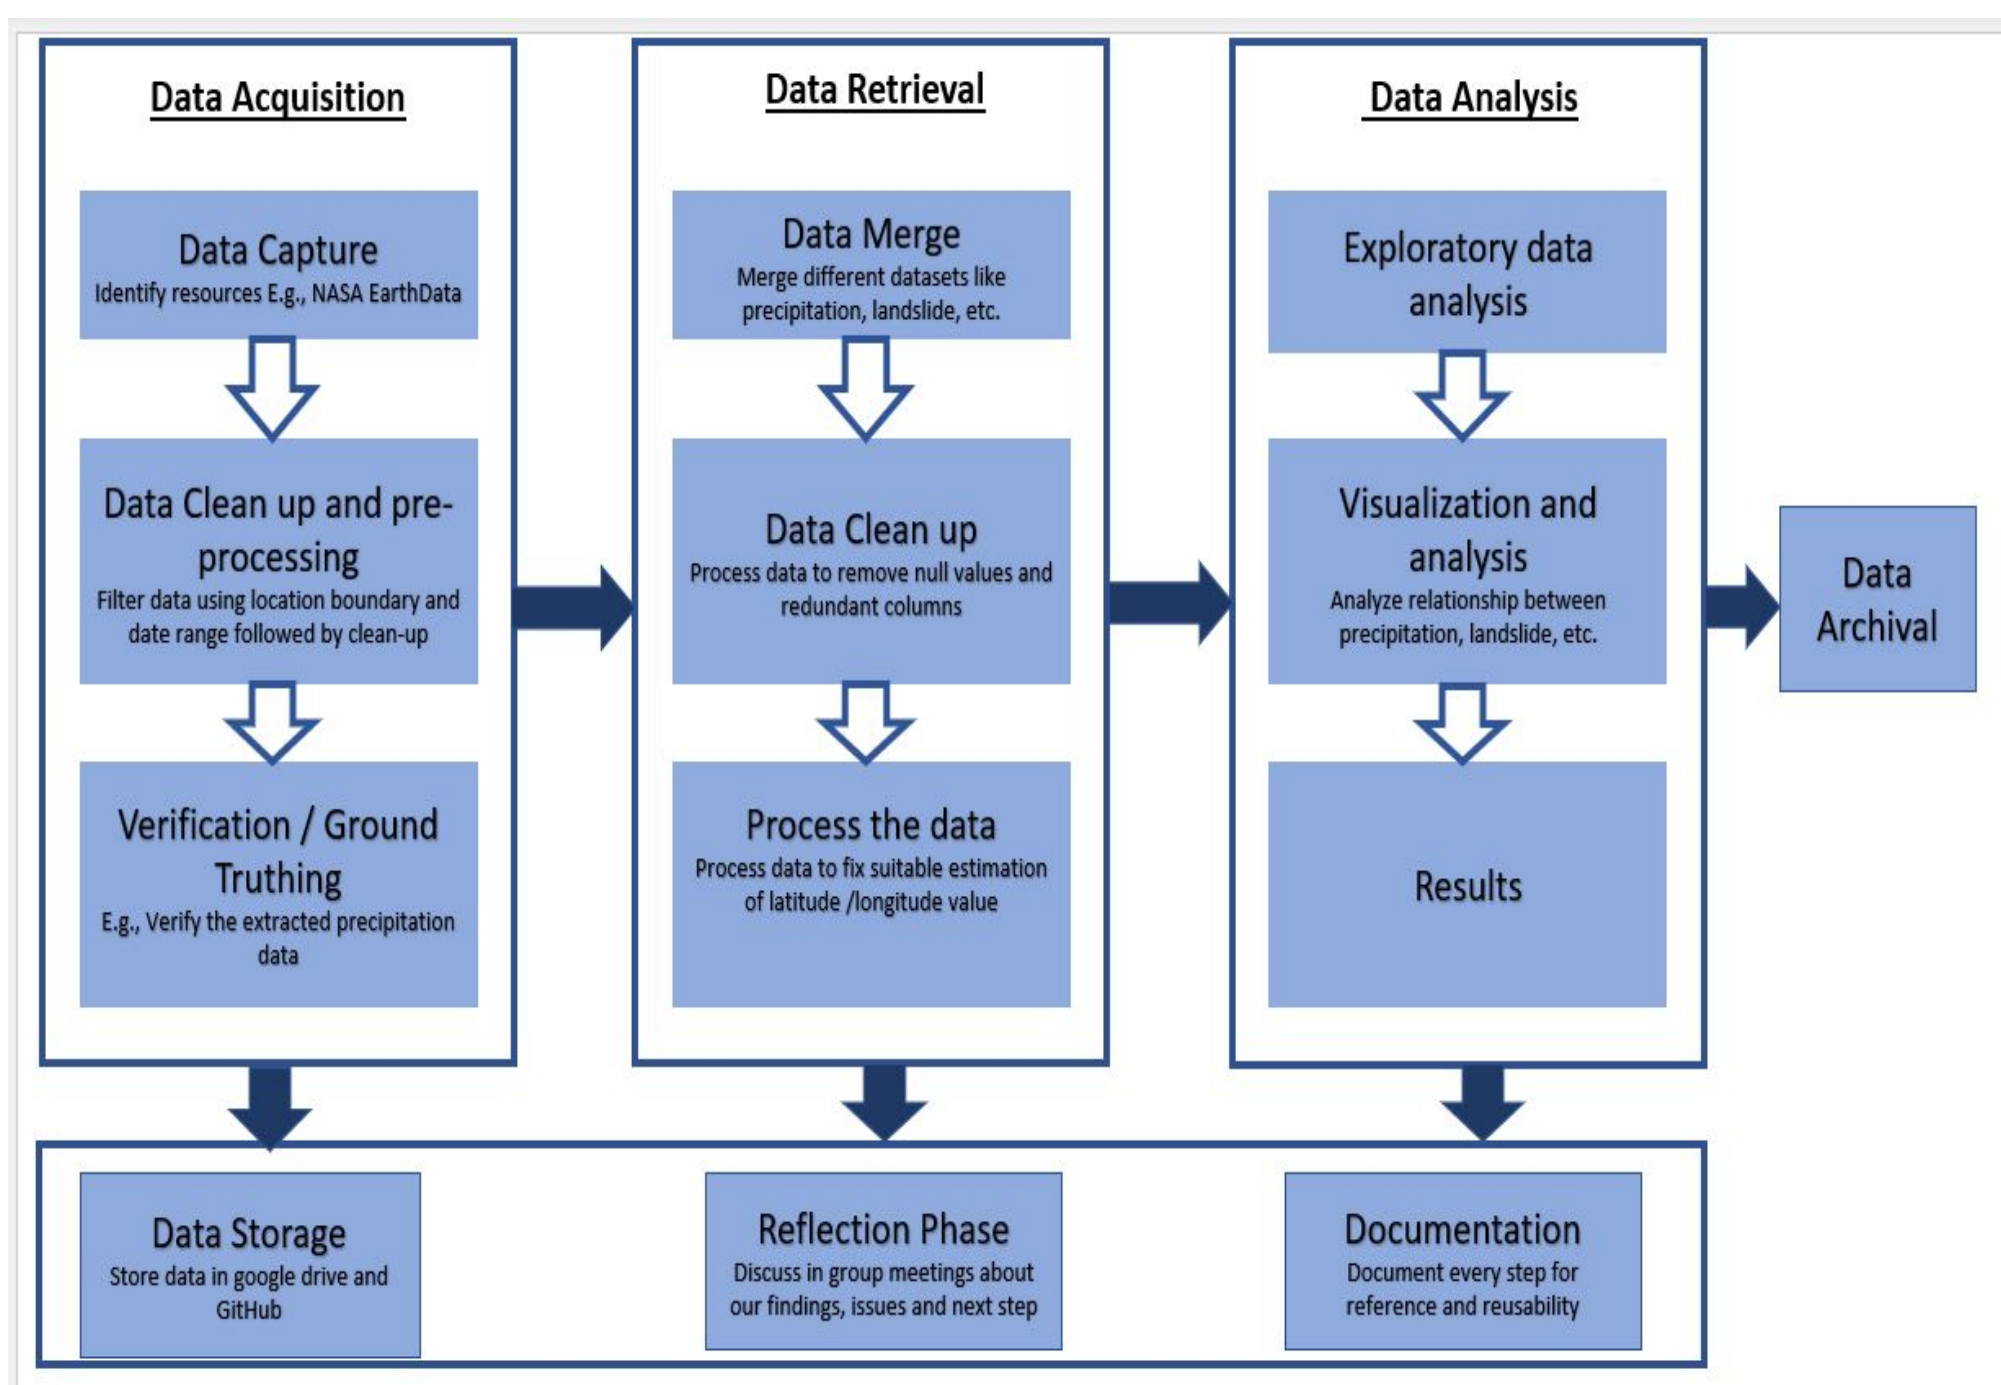 Data Acquisition
Data Capture
Identify resources E.g., NASA EarthData
Data Clean up and pre-
processing
Filter data using location boundary and
date range followed by clean-up
Verification / Ground
Truthing
E.g., Verify the extracted precipitation
data
Data Retrieval
Data Merge
Merge different datasets like
precipitation, landslide, etc.
Data Clean up
Process data to remove null values and
redundant columns
Process the data
Process data to fix suitable estimation
of latitude /longitude value
Data Analysis
Exploratory data
analysis
Visualization and
analysis
Analyze relationship between
precipitation, landslide, etc.
Results
Data
Archival
Data Storage
Store data in google drive and
GitHub
Reflection Phase
Discuss in group meetings about
our findings, issues and next step
Documentation
Document every step for
reference and reusability